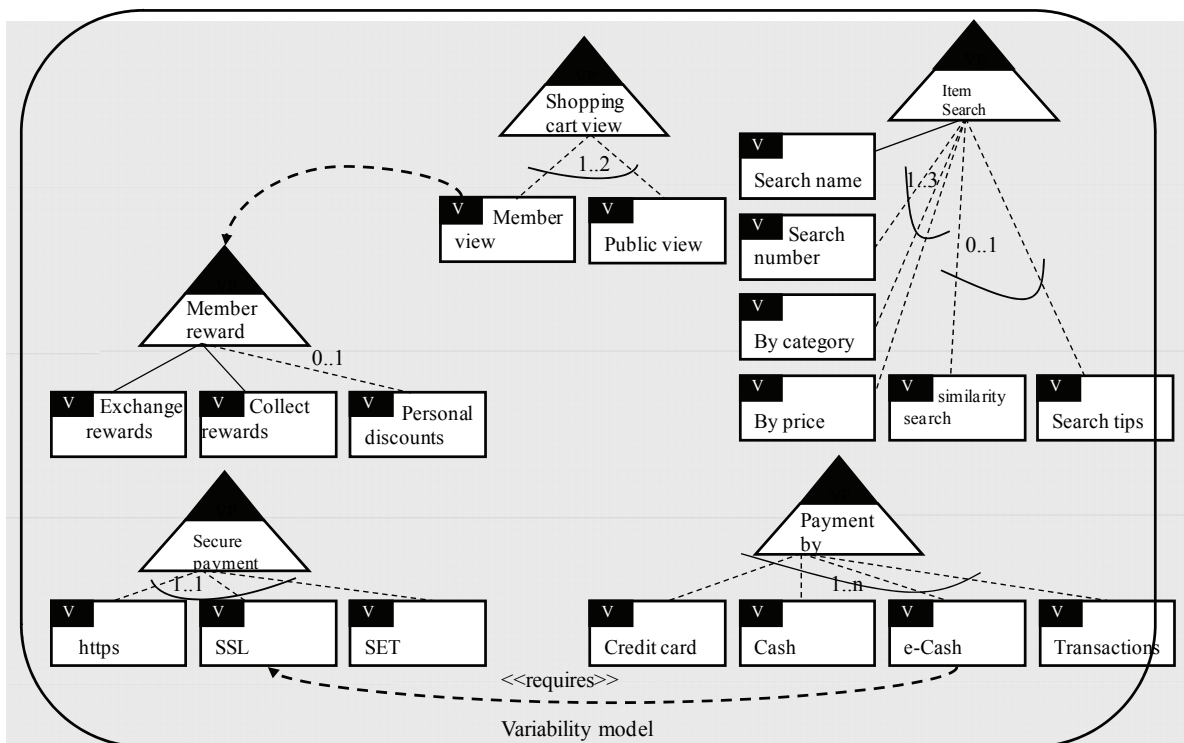 Shopping
cart view
1..2
V Member
view
V
Public view
Item
Search
V
Search name
1..3
V Search
number
0..1
V
By category
V
By price
V similarity
search
V
Search tips
Member
reward
0..1
V Exchange
rewards
V Collect
rewards
V Personal
discounts
Secure
payment
1..1
V
https
V
SSL
V
SET
Payment
by
1..n
V
Credit card
V
Cash
V
e-Cash
V
Transactions
<<requires>>
Variability model